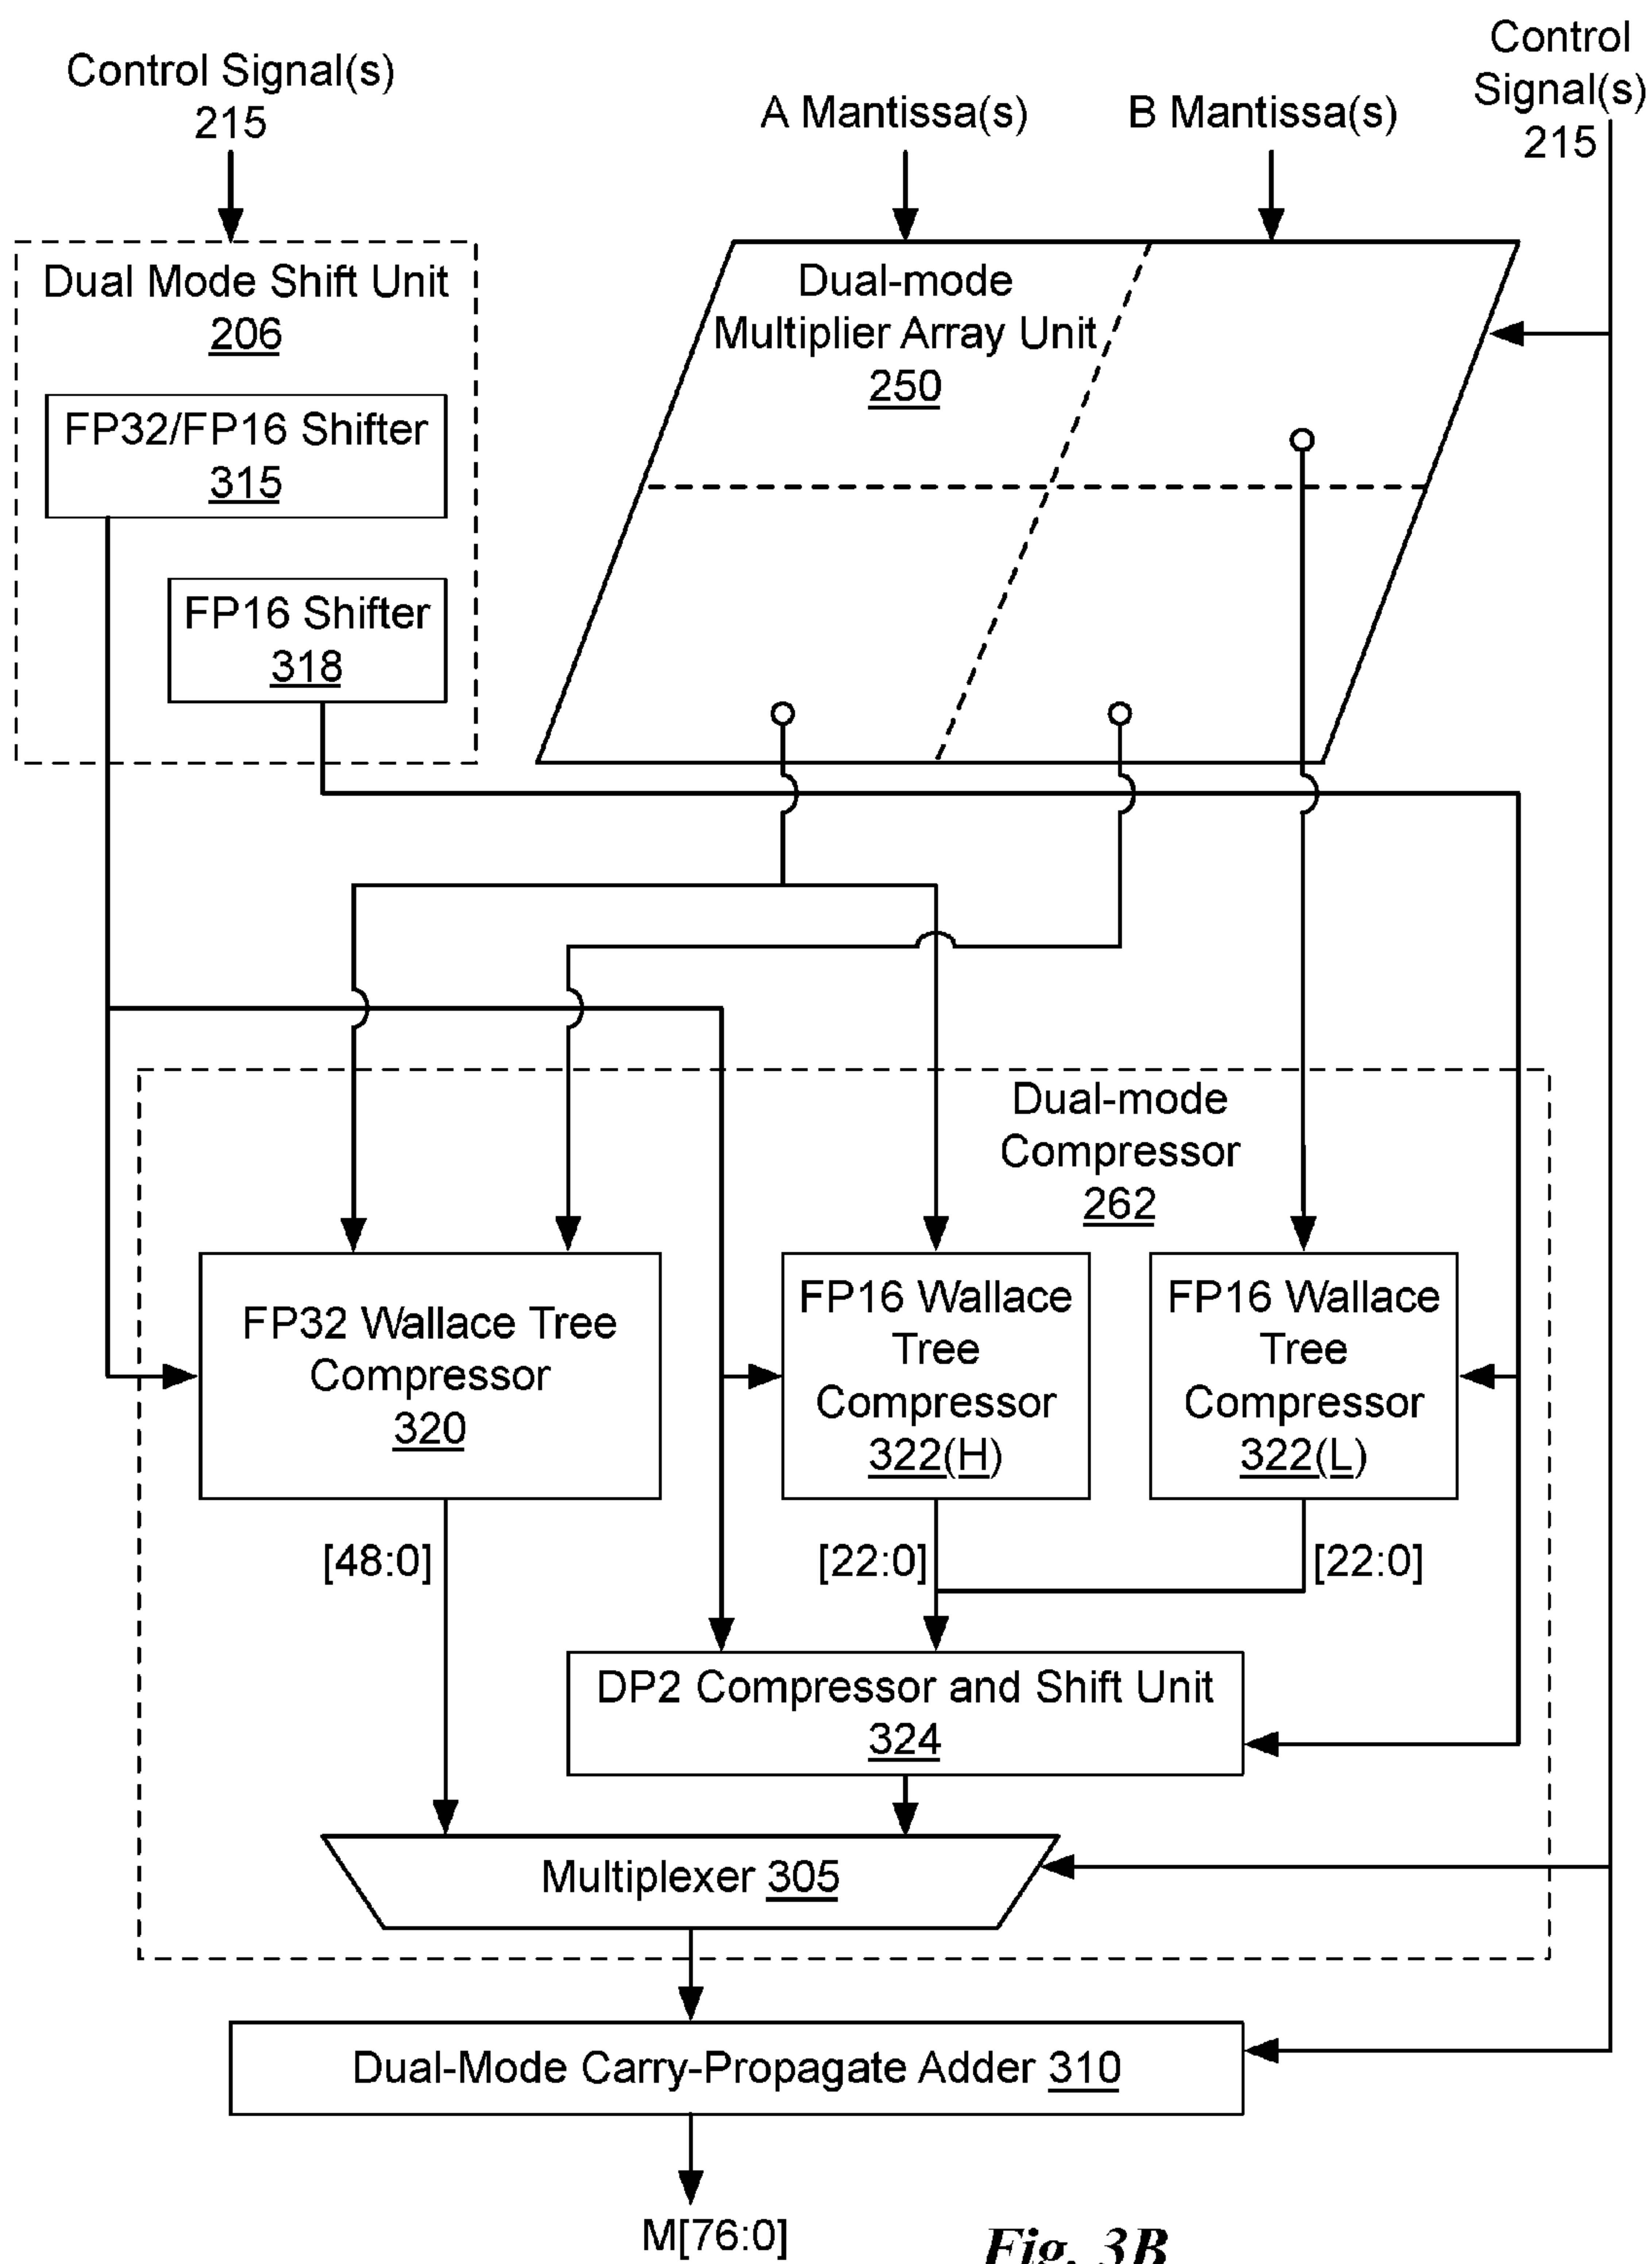 Control Signal(s)
215
A Mantissa(s)
B Mantissa(s)
Control
Signal(s)
215
Dual Mode Shift Unit
206
FP32/FP16 Shifter
315
FP16 Shifter
318
Dual-mode
Multiplier Array Unit
250
Dual-mode
Compressor
262
FP32 Wallace Tree
Compressor
320
FP16 Wallace
Tree
Compressor
322(H)
FP16 Wallace
Tree
Compressor
322(L)
[48:0]
[22:0]
[22:0]
DP2 Compressor and Shift Unit
324
Multiplexer 305
Dual-Mode Carry-Propagate Adder 310
M[76:0]
Fig. 3B